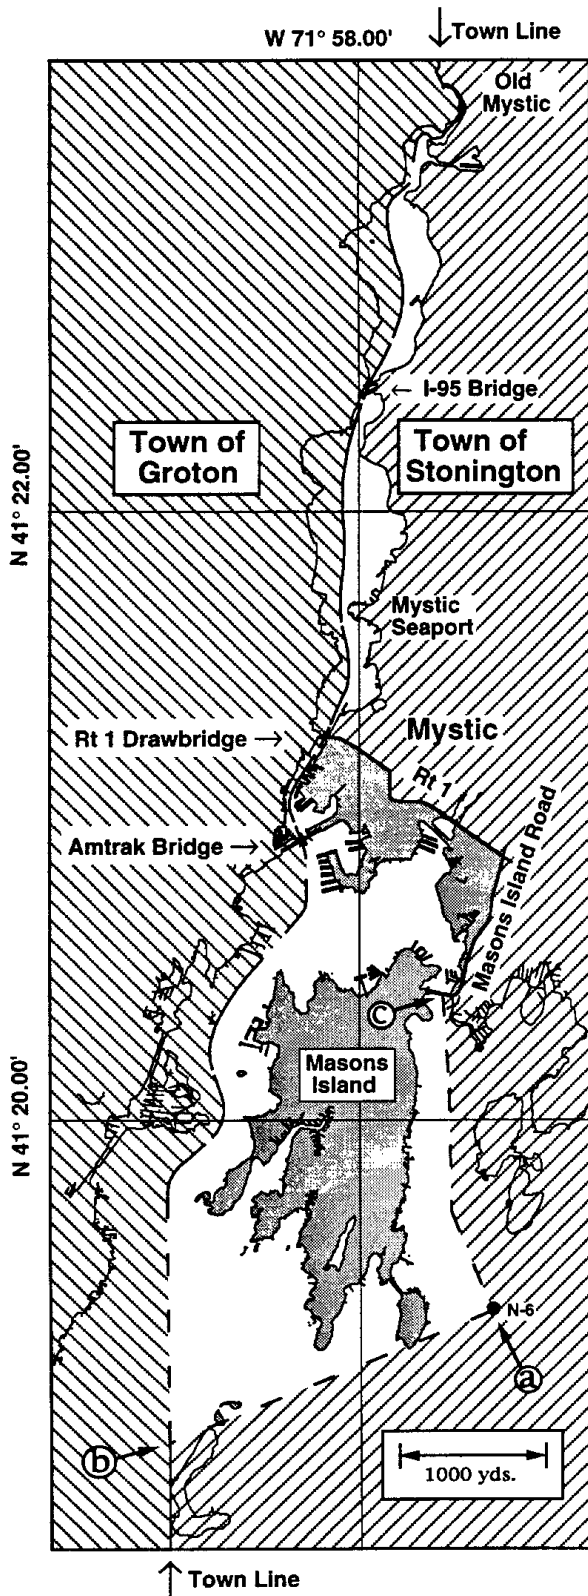 W 71° 58.00'
Town Line
Old
Mystic
I-95 Bridge
Town of
Groton
Town of
Stonington
N 41° 22.00'
Mystic
Seaport
Rt 1 Drawbridge
Mystic
Rt 1
Amtrak Bridge
Masons Island Road
c
Masons
Island
N 41° 20.00'
N-6
a
b
1000 yds.
Town Line